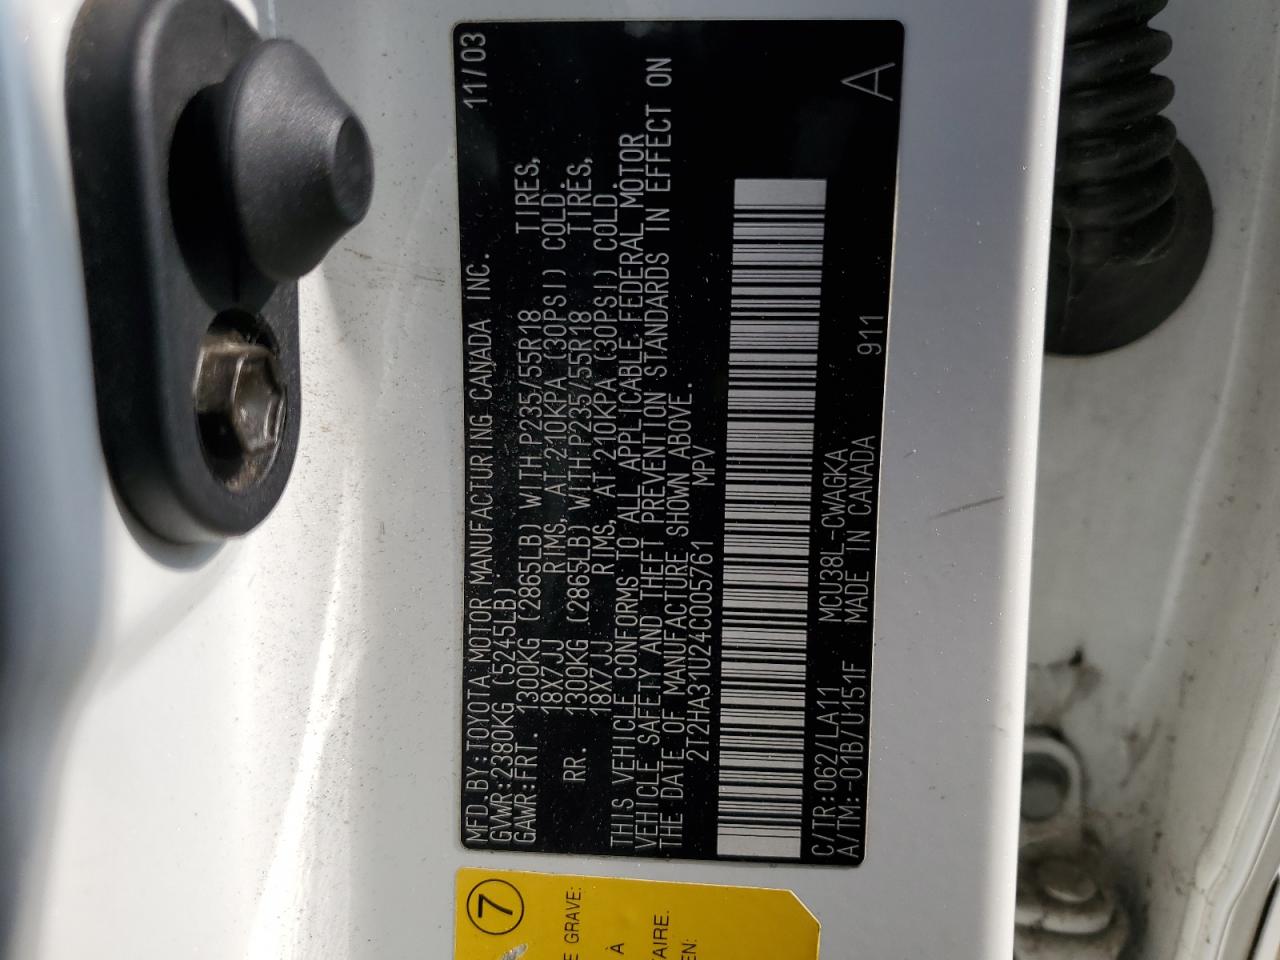 MFD.BY:TOYOTA MOTOR MANUFACTURING CANADA INC. 11/03
GVWR:2380KG (5245LB)
GAWR:FRT. 1300KG (2865LB) WITH P235/55R18 TIRES,
18X7JJ RIMS, AT 210KPA (30PSI) COLD.
RR. 1300KG (2865LB) WITH P235/55R18 TIRES,
18X7JJ RIMS, AT 210KPA (30PSI) COLD.
THIS VEHICLE CONFORMS TO ALL APPLICABLE FEDERAL MOTOR
VEHICLE SAFETY AND THEFT PREVENTION STANDARDS IN EFFECT ON
THE DATE OF MANUFACTURE SHOWN ABOVE.
2T2HA31U24C005761 MPV
C/TR:062/LA11 MCU38L-CWAGKA
A/TM:-01B/U151F MADE IN CANADA 911 A
7
GRAVE:
À
AIRE.
EN: